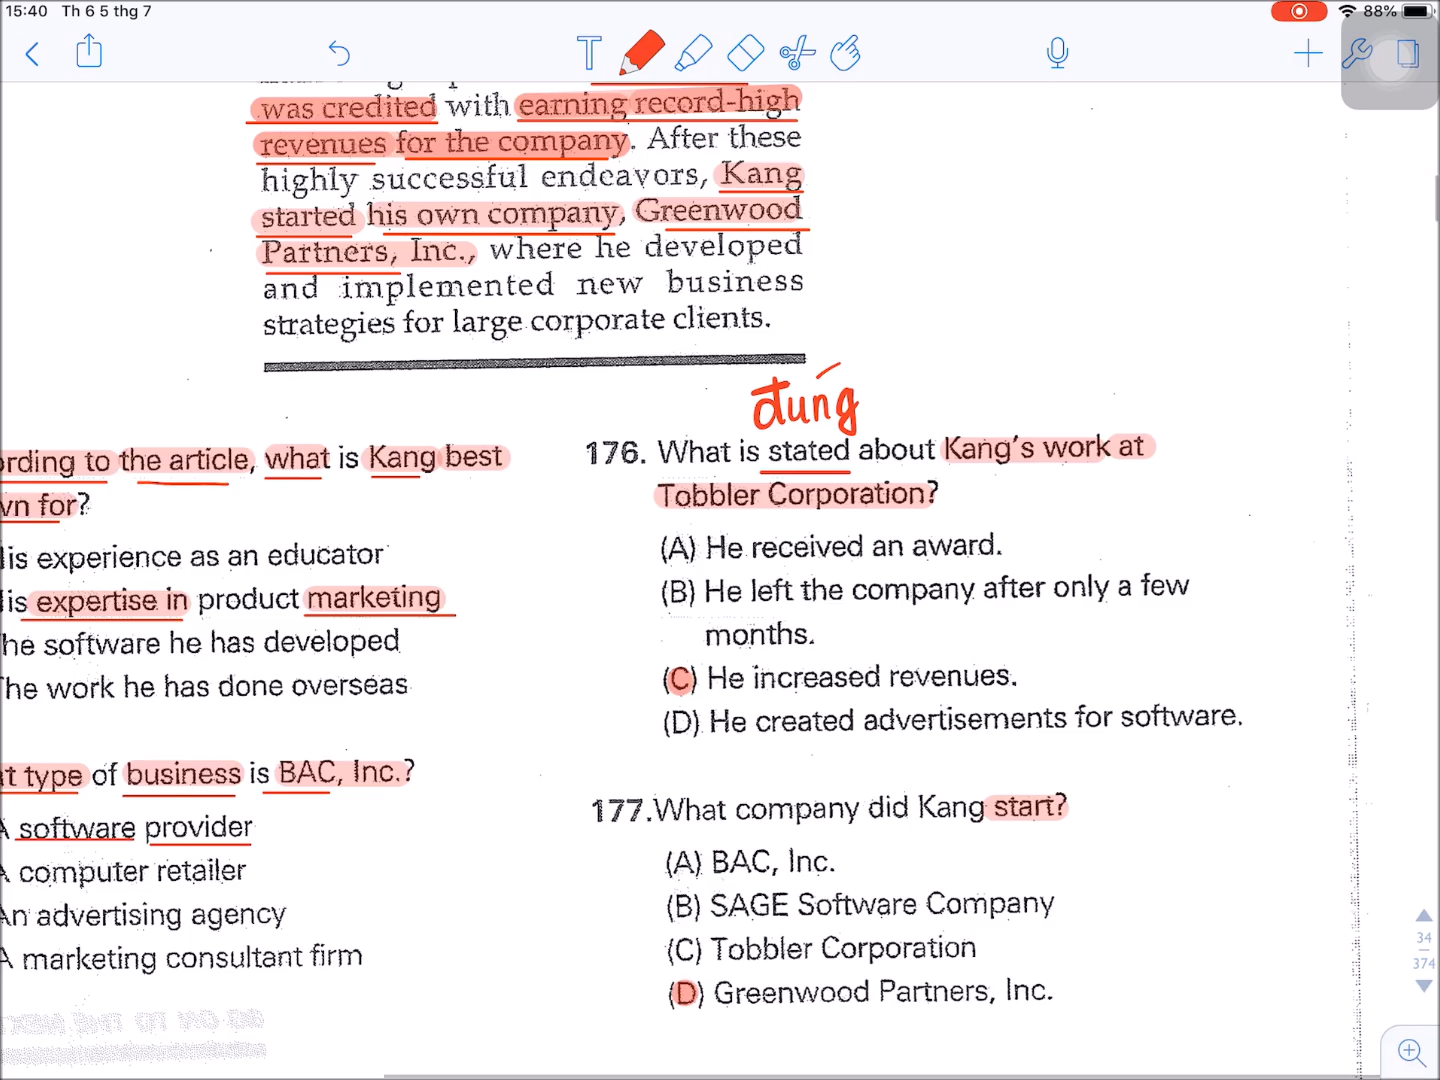 15:40 Th 6 5 thg 7
88%
was credited with earning record-high
revenues for the company. After these
highly successful endeavors, Kang
started his own company, Greenwood
Partners, Inc., where he developed
and implemented new business
strategies for large corporate clients.
đúng
ording to the article, what is Kang best
wn for?
is experience as an educator
is expertise in product marketing
he software he has developed
The work he has done overseas
at type of business is BAC, Inc.?
A software provider
A computer retailer
An advertising agency
A marketing consultant firm
176. What is stated about Kang's work at
Tobbler Corporation?
(A) He received an award.
(B) He left the company after only a few
months.
(C) He increased revenues.
(D) He created advertisements for software.
177. What company did Kang start?
(A) BAC, Inc.
(B) SAGE Software Company
(C) Tobbler Corporation
(D) Greenwood Partners, Inc.
34
374